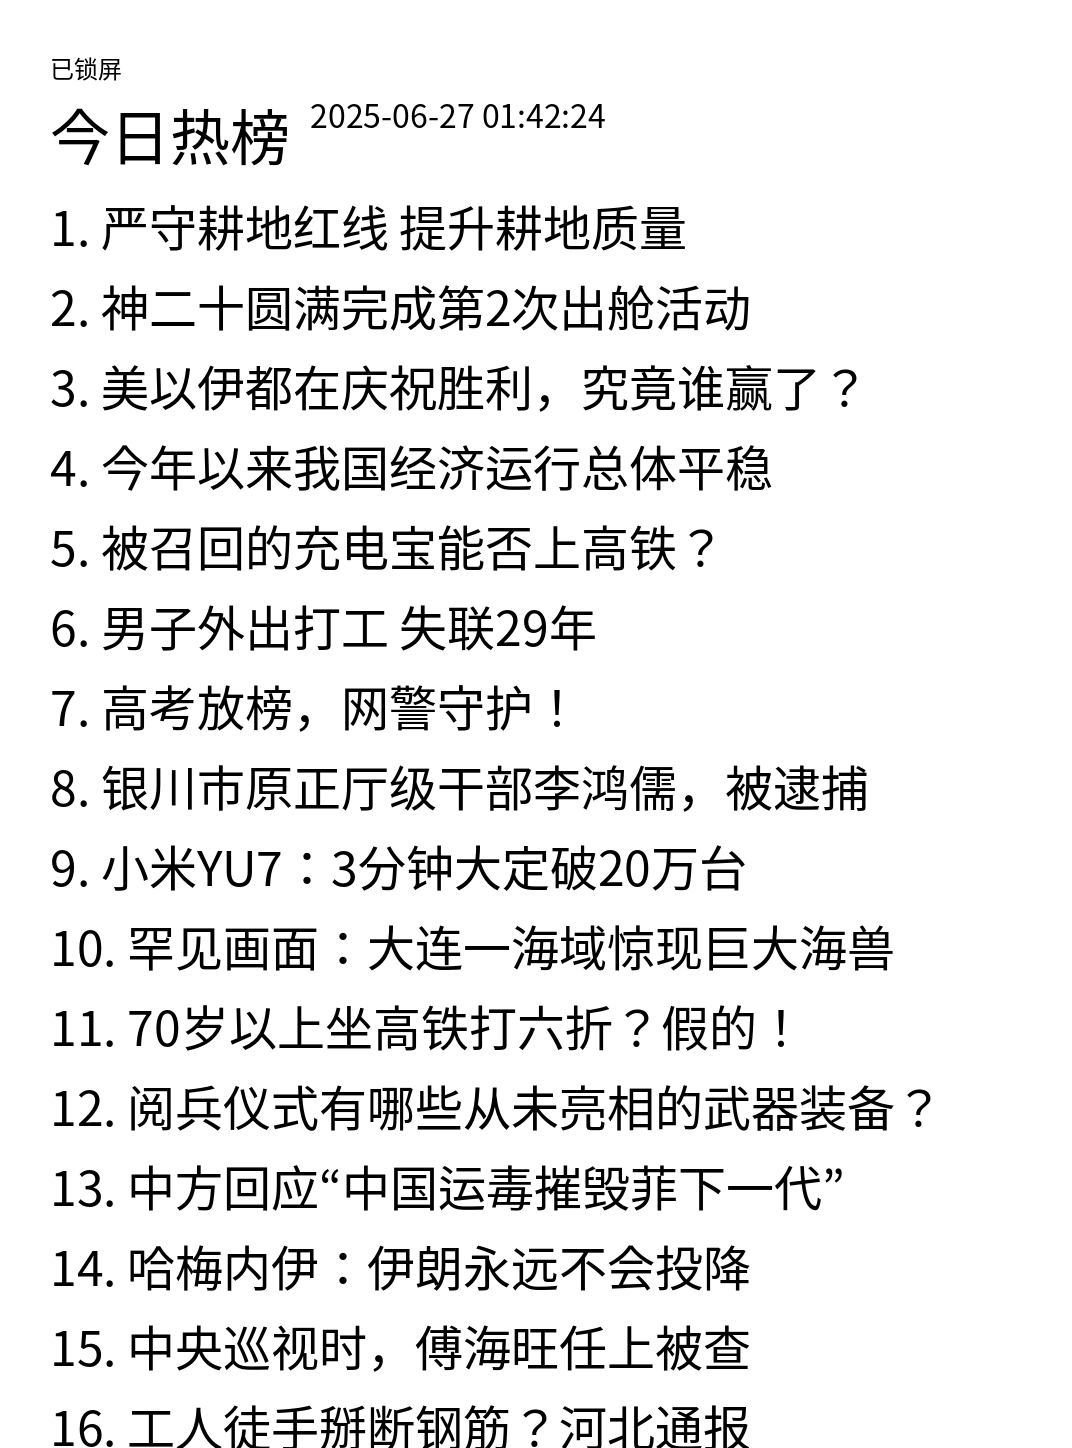 已锁屏
今日热榜 2025-06-27 01:42:24
1. 严守耕地红线 提升耕地质量
2. 神二十圆满完成第2次出舱活动
3. 美以伊都在庆祝胜利，究竟谁赢了？
4. 今年以来我国经济运行总体平稳
5. 被召回的充电宝能否上高铁？
6. 男子外出打工 失联29年
7. 高考放榜，网警守护！
8. 银川市原正厅级干部李鸿儒，被逮捕
9. 小米YU7：3分钟大定破20万台
10. 罕见画面：大连一海域惊现巨大海兽
11. 70岁以上坐高铁打六折？假的！
12. 阅兵仪式有哪些从未亮相的武器装备？
13. 中方回应“中国运毒摧毁菲下一代”
14. 哈梅内伊：伊朗永远不会投降
15. 中央巡视时，傅海旺任上被查
16. 工人徒手掰断钢筋？河北通报